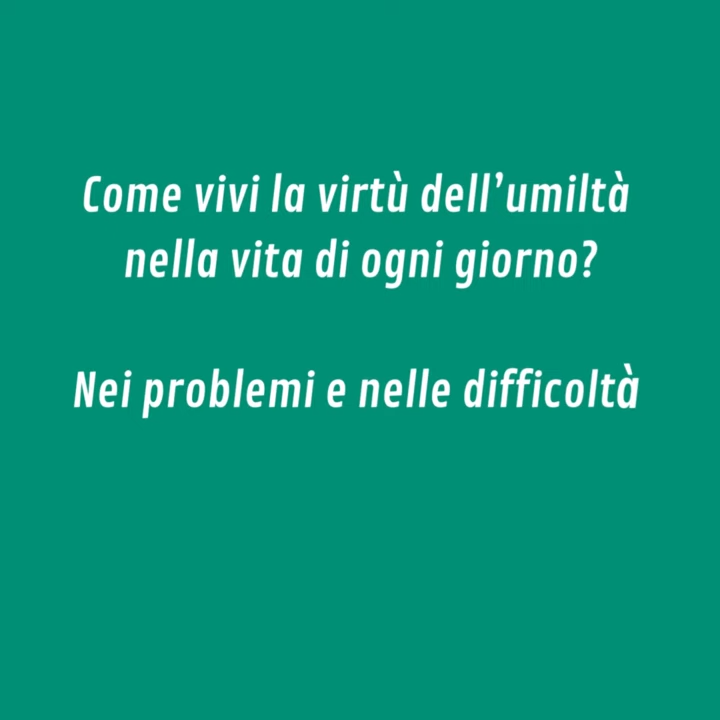 Come vivi la virtù dell’umiltà
nella vita di ogni giorno?
Nei problemi e nelle difficoltà